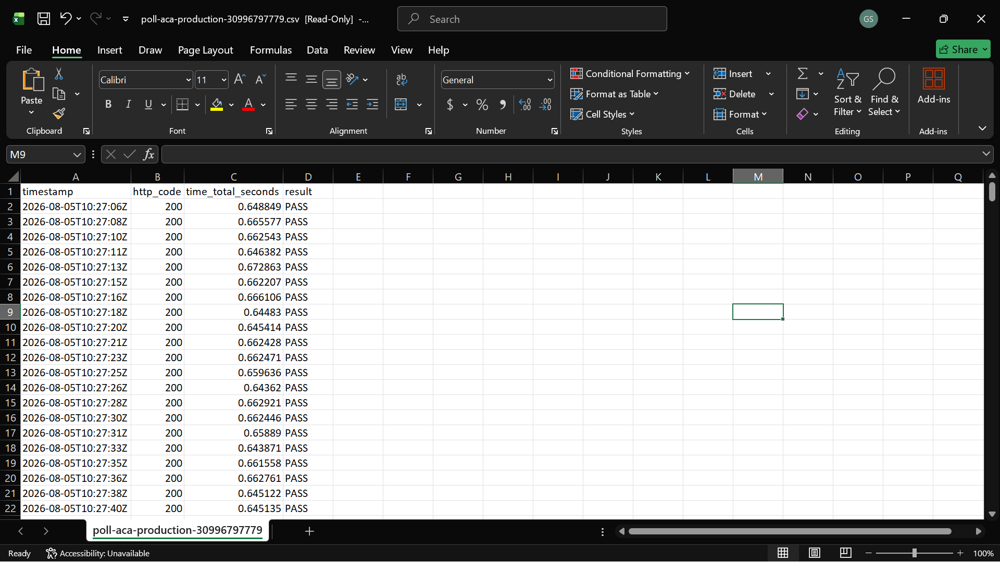 poll-aca-production-30996797779.csv [Read-Only] -...
Search
GS
File Home Insert Draw Page Layout Formulas Data Review View Help
Share
Paste
Clipboard
Calibri 11
B I U A
Font
ab
Alignment
General
$ % 9 .00 .00
Number
Conditional Formatting
Format as Table
Cell Styles
Styles
Insert
Delete
Format
Cells
Sort & Filter
Find & Select
Editing
Add-ins
Add-ins
M9 fx
A B C D E F G H I J K L M N O P Q
1 timestamp http_code time_total_seconds result
2 2026-08-05T10:27:06Z 200 0.648849 PASS
3 2026-08-05T10:27:08Z 200 0.665577 PASS
4 2026-08-05T10:27:10Z 200 0.662543 PASS
5 2026-08-05T10:27:11Z 200 0.646382 PASS
6 2026-08-05T10:27:13Z 200 0.672863 PASS
7 2026-08-05T10:27:15Z 200 0.662207 PASS
8 2026-08-05T10:27:16Z 200 0.666106 PASS
9 2026-08-05T10:27:18Z 200 0.64483 PASS
10 2026-08-05T10:27:20Z 200 0.645414 PASS
11 2026-08-05T10:27:21Z 200 0.662428 PASS
12 2026-08-05T10:27:23Z 200 0.662471 PASS
13 2026-08-05T10:27:25Z 200 0.659636 PASS
14 2026-08-05T10:27:26Z 200 0.64362 PASS
15 2026-08-05T10:27:28Z 200 0.662921 PASS
16 2026-08-05T10:27:30Z 200 0.662446 PASS
17 2026-08-05T10:27:31Z 200 0.65889 PASS
18 2026-08-05T10:27:33Z 200 0.643871 PASS
19 2026-08-05T10:27:35Z 200 0.661558 PASS
20 2026-08-05T10:27:36Z 200 0.662761 PASS
21 2026-08-05T10:27:38Z 200 0.645122 PASS
22 2026-08-05T10:27:40Z 200 0.645135 PASS
poll-aca-production-30996797779
Ready Accessibility: Unavailable 100%